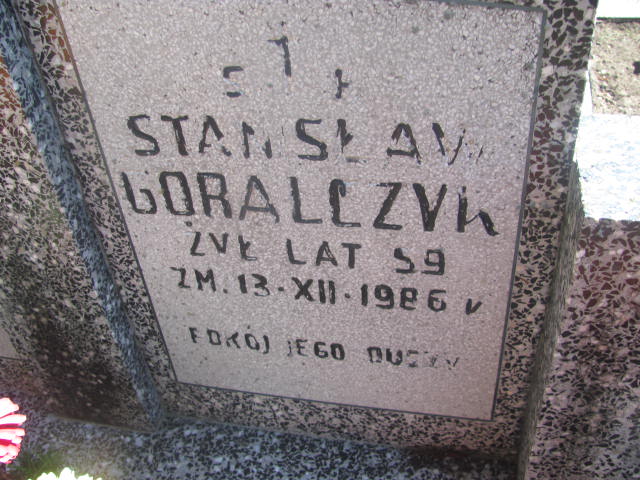 Ś P
STANISŁAW
GORALCZYK
ŻYŁ LAT 59
ZM. 13·XII·1986 r
POKÓJ JEGO DUSZY